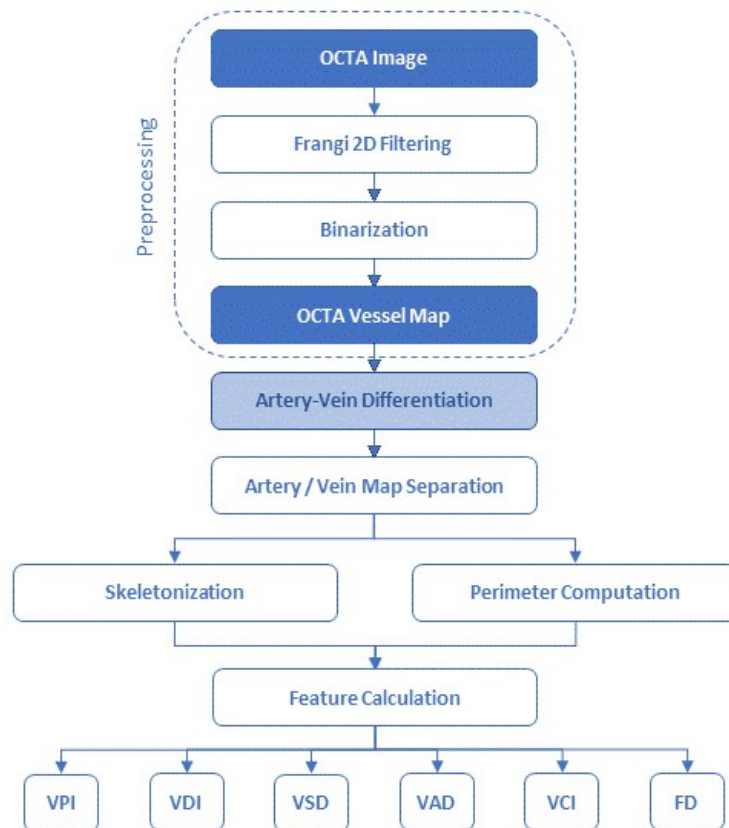 Preprocessing
OCTA Image
Frangi 2D Filtering
Binarization
OCTA Vessel Map
Artery-Vein Differentiation
Artery / Vein Map Separation
Skeletonization
Perimeter Computation
Feature Calculation
VPI
VDI
VSD
VAD
VCI
FD